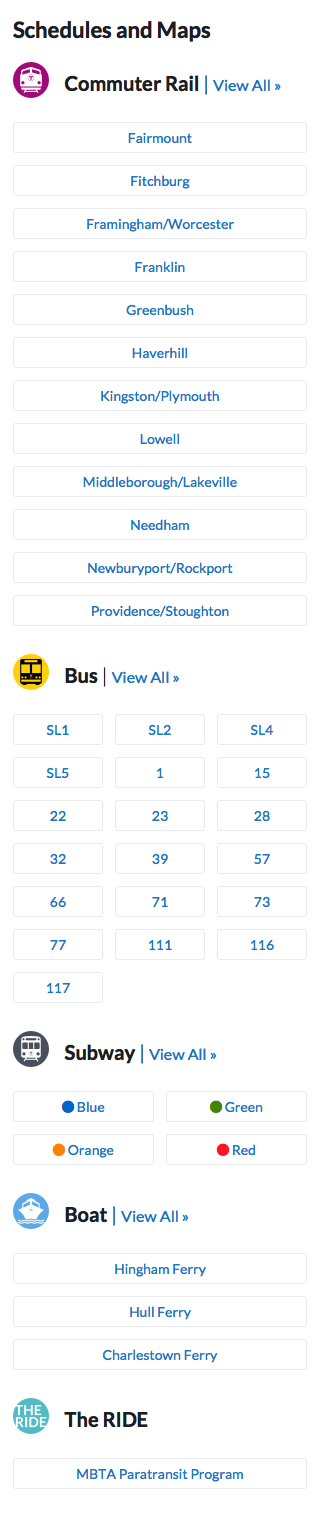 Schedules and Maps
Commuter Rail | View All »
Fairmount
Fitchburg
Framingham/Worcester
Franklin
Greenbush
Haverhill
Kingston/Plymouth
Lowell
Middleborough/Lakeville
Needham
Newburyport/Rockport
Providence/Stoughton
Bus | View All »
SL1 SL2 SL4
SL5 1 15
22 23 28
32 39 57
66 71 73
77 111 116
117
Subway | View All »
Blue Green
Orange Red
Boat | View All »
Hingham Ferry
Hull Ferry
Charlestown Ferry
THE
RIDE
The RIDE
MBTA Paratransit Program